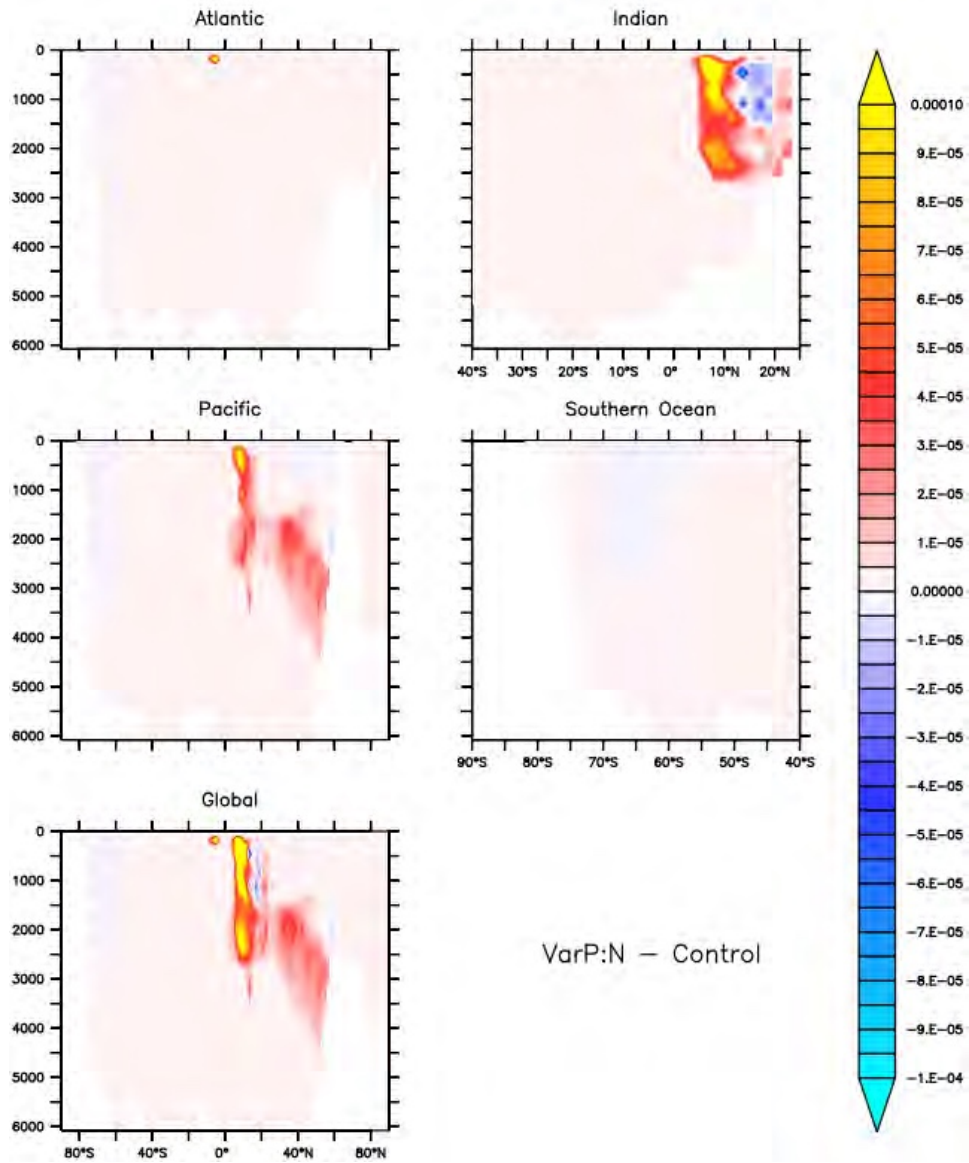 Atlantic
Indian
0
1000
2000
3000
4000
5000
6000
40°S 30°S 20°S 10°S 0° 10°N 20°N
Pacific
Southern Ocean
0
1000
2000
3000
4000
5000
6000
90°S 80°S 70°S 60°S 50°S 40°S
Global
0
1000
2000
3000
4000
5000
6000
80°S 40°S 0° 40°N 80°N
VarP:N – Control
0.00010
9.E-05
8.E-05
7.E-05
6.E-05
5.E-05
4.E-05
3.E-05
2.E-05
1.E-05
0.00000
-1.E-05
-2.E-05
-3.E-05
-4.E-05
-5.E-05
-6.E-05
-7.E-05
-8.E-05
-9.E-05
-1.E-04